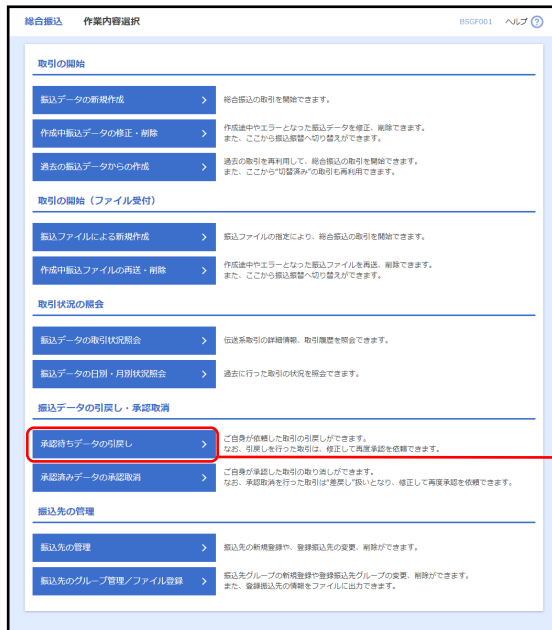 総合振込 作業内容選択 BSGF001 ヘルプ ?
取引の開始
振込データの新規作成 > 総合振込の取引を開始できます。
作成中振込データの修正・削除 > 作成途中やエラーとなった振込データを修正、削除できます。
また、ここから振込振替へ切り替えができます。
過去の振込データからの作成 > 過去の取引を再利用して、総合振込の取引を開始できます。
また、ここから“切替済み”の取引も再利用できます。
取引の開始（ファイル受付）
振込ファイルによる新規作成 > 振込ファイルの指定により、総合振込の取引を開始できます。
作成中振込ファイルの再送・削除 > 作成途中やエラーとなった振込ファイルを再送、削除できます。
また、ここから振込振替へ切り替えができます。
取引状況の照会
振込データの取引状況照会 > 伝送系取引の詳細情報、取引履歴を照会できます。
振込データの日別・月別状況照会 > 過去に行った取引の状況を照会できます。
振込データの引戻し・承認取消
承認待ちデータの引戻し > ご自身が依頼した取引の引戻しができます。
なお、引戻しを行った取引は、修正して再度承認を依頼できます。
承認済みデータの承認取消 > ご自身が承認した取引の取り消しができます。
なお、承認取消を行った取引は“差戻し”扱いとなり、修正して再度承認を依頼できます。
振込先の管理
振込先の管理 > 振込先の新規登録や、登録振込先の変更、削除ができます。
振込先のグループ管理／ファイル登録 > 振込先グループの新規登録や登録振込先グループの変更、削除ができます。
また、登録振込先の情報をファイルに出力できます。